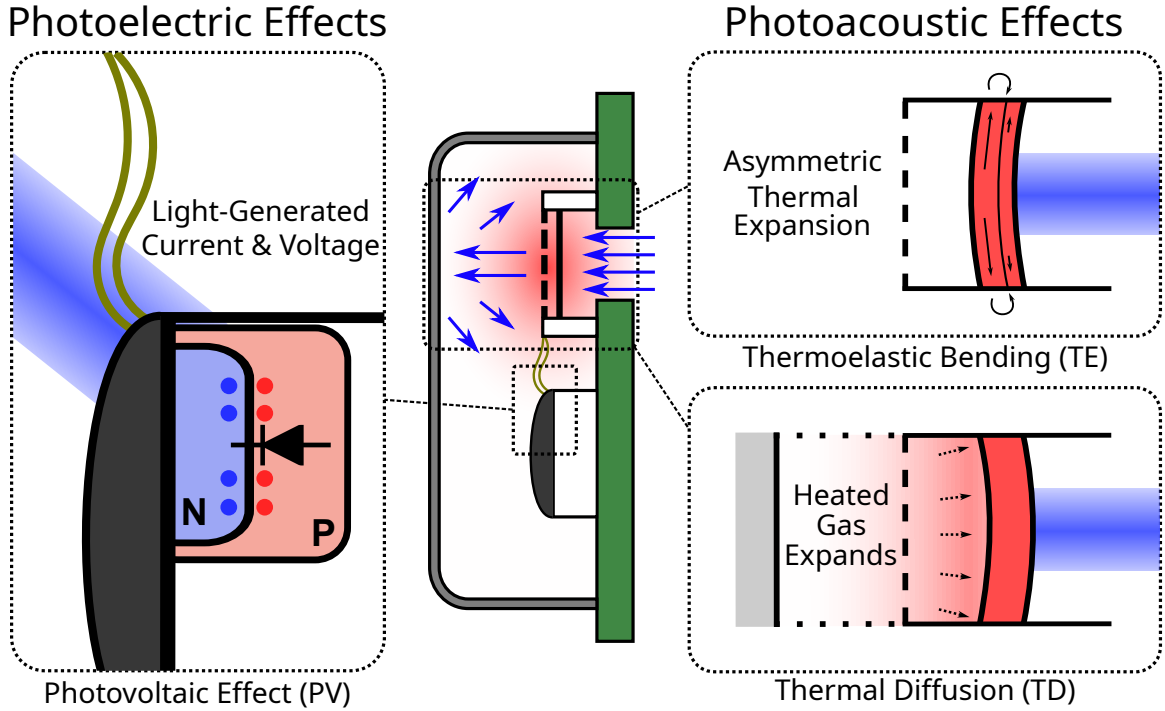 Photoelectric Effects
Light-Generated
Current & Voltage
N
P
Photovoltaic Effect (PV)
Photoacoustic Effects
Asymmetric
Thermal
Expansion
Thermoelastic Bending (TE)
Heated
Gas
Expands
Thermal Diffusion (TD)